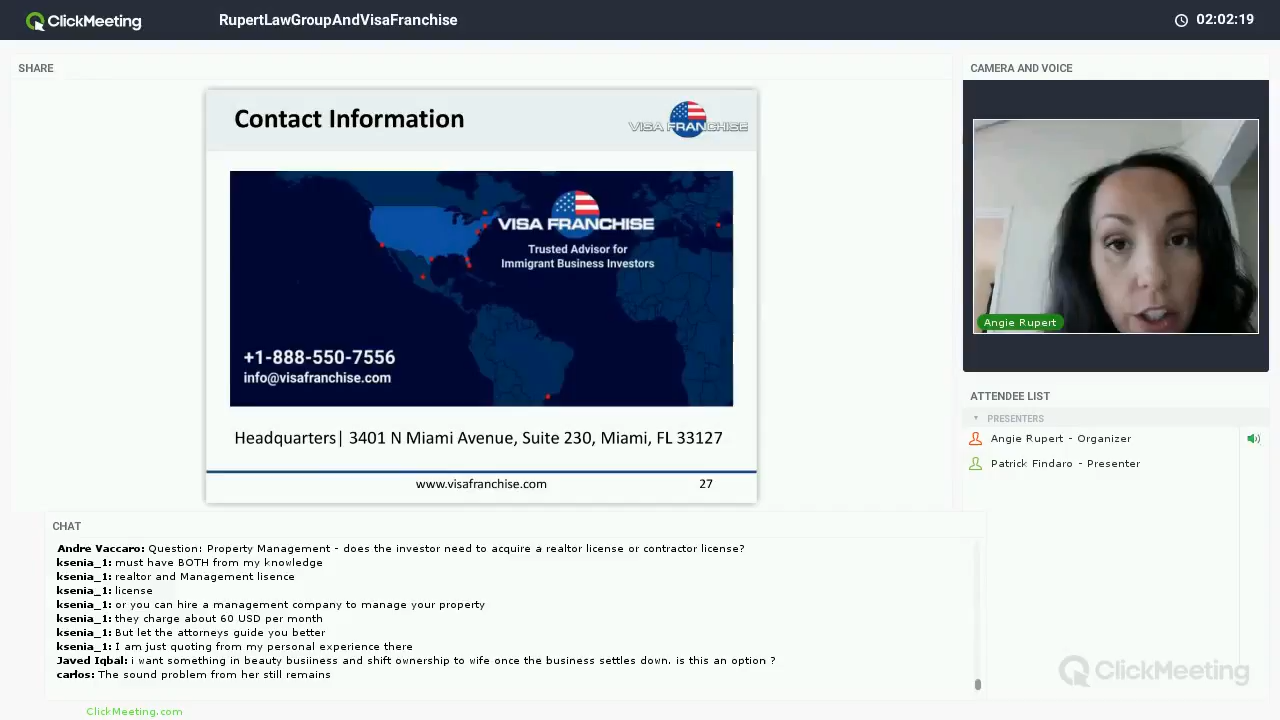 ClickMeeting
RupertLawGroupAndVisaFranchise
02:02:19
SHARE
Contact Information
VISA FRANCHISE
VISA FRANCHISE
Trusted Advisor for
Immigrant Business Investors
+1-888-550-7556
info@visafranchise.com
Headquarters| 3401 N Miami Avenue, Suite 230, Miami, FL 33127
www.visafranchise.com
27
CAMERA AND VOICE
Angie Rupert
ATTENDEE LIST
PRESENTERS
Angie Rupert - Organizer
Patrick Findaro - Presenter
CHAT
Andre Vaccaro: Question: Property Management - does the investor need to acquire a realtor license or contractor license?
ksenia_1: must have BOTH from my knowledge
ksenia_1: realtor and Management lisence
ksenia_1: license
ksenia_1: or you can hire a management company to manage your property
ksenia_1: they charge about 60 USD per month
ksenia_1: But let the attorneys guide you better
ksenia_1: I am just quoting from my personal experience there
Javed Iqbal: i want something in beauty busiiness and shift ownership to wife once the business settles down. is this an option ?
carlos: The sound problem from her still remains
ClickMeeting
ClickMeeting.com